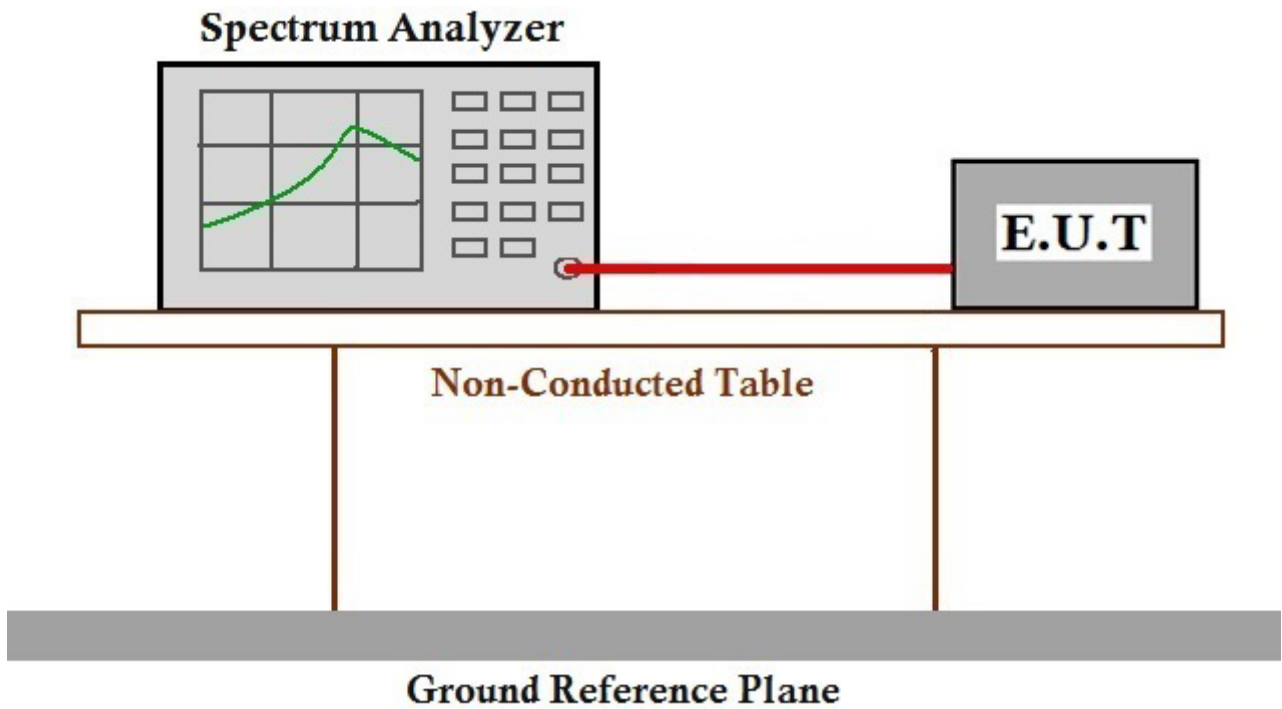 Spectrum Analyzer
E.U.T
Non-Conducted Table
Ground Reference Plane